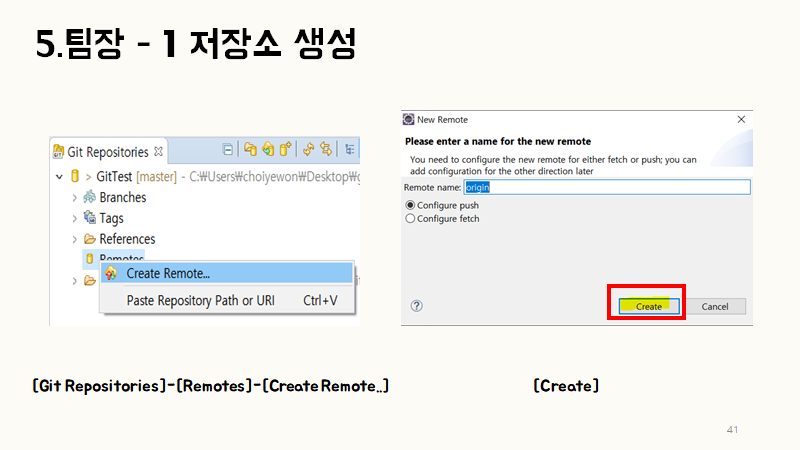 5.팀장 - 1 저장소 생성
Git Repositories
> GitTest [master] - C:₩Users₩choiyewon₩Desktop₩g
Branches
Tags
References
Remotes
Create Remote...
Paste Repository Path or URI Ctrl+V
New Remote
Please enter a name for the new remote
You need to configure the new remote for either fetch or push; you can
add configuration for the other direction later
Remote name: origin
Configure push
Configure fetch
Create Cancel
[Git Repositories]-[Remotes]-[Create Remote..]
[Create]
41